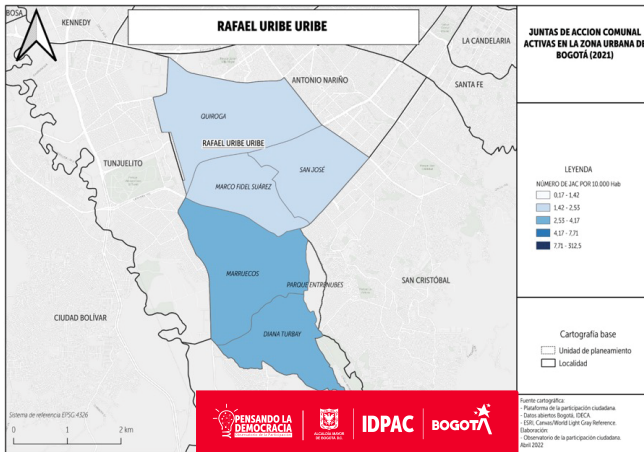 RAFAEL URIBE URIBE
BOSA
KENNEDY
LA CANDELARIA
ANTONIO NARIÑO
SANTA FE
QUIROGA
RAFAEL URIBE URIBE
TUNJUELITO
SAN JOSÉ
MARCO FIDEL SUÁREZ
MARRUECOS
PARQUE ENTRENUBES
SAN CRISTÓBAL
CIUDAD BOLÍVAR
DIANA TURBAY
Sistema de referencia EPSG 4326
0 1 2 km
JUNTAS DE ACCION COMUNAL
ACTIVAS EN LA ZONA URBANA DE
BOGOTÁ (2021)
LEYENDA
NÚMERO DE JAC POR 10.000 Hab
0,17 - 1,42
1,42 - 2,53
2,53 - 4,17
4,17 - 7,71
7,71 - 312,5
Cartografía base
Unidad de planeamiento
Localidad
PENSANDO LA
DEMOCRACIA
ALCALDÍA MAYOR
DE BOGOTÁ D.C.
IDPAC
BOGOTÁ
Fuente cartográfica:
- Plataforma de la participación ciudadana.
- Datos abiertos Bogotá, IDECA.
- ESRI, Canvas/World Light Gray Reference.
Elaboración:
- Observatorio de la participación ciudadana.
Abril 2022